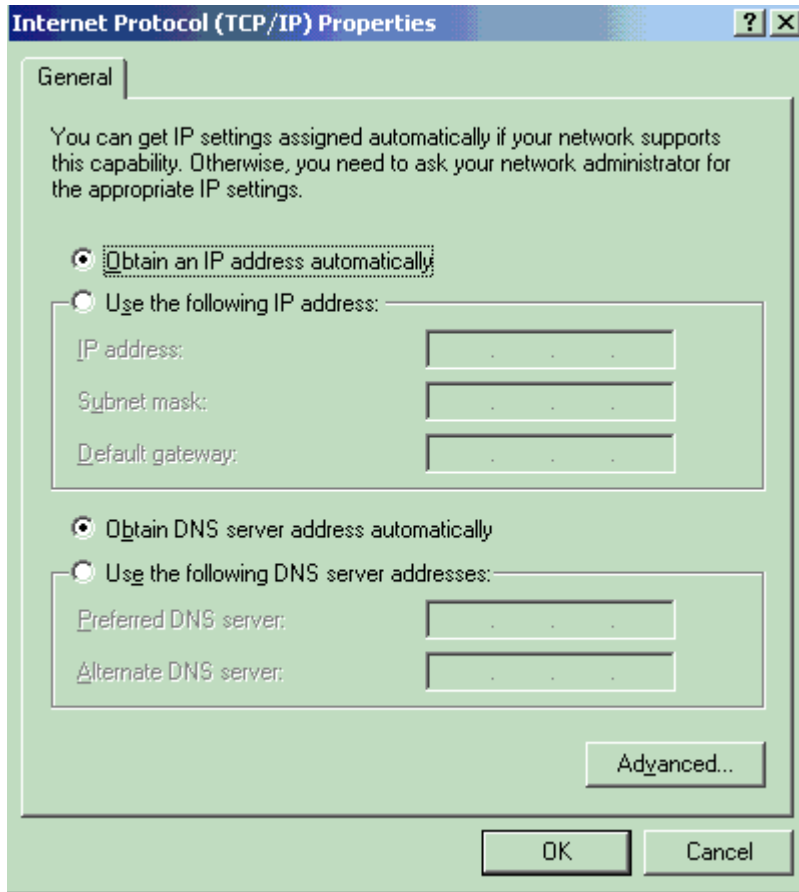 Internet Protocol (TCP/IP) Properties
General
You can get IP settings assigned automatically if your network supports
this capability. Otherwise, you need to ask your network administrator for
the appropriate IP settings.
Obtain an IP address automatically
Use the following IP address:
IP address:
Subnet mask:
Default gateway:
Obtain DNS server address automatically
Use the following DNS server addresses:
Preferred DNS server:
Alternate DNS server:
Advanced...
OK Cancel